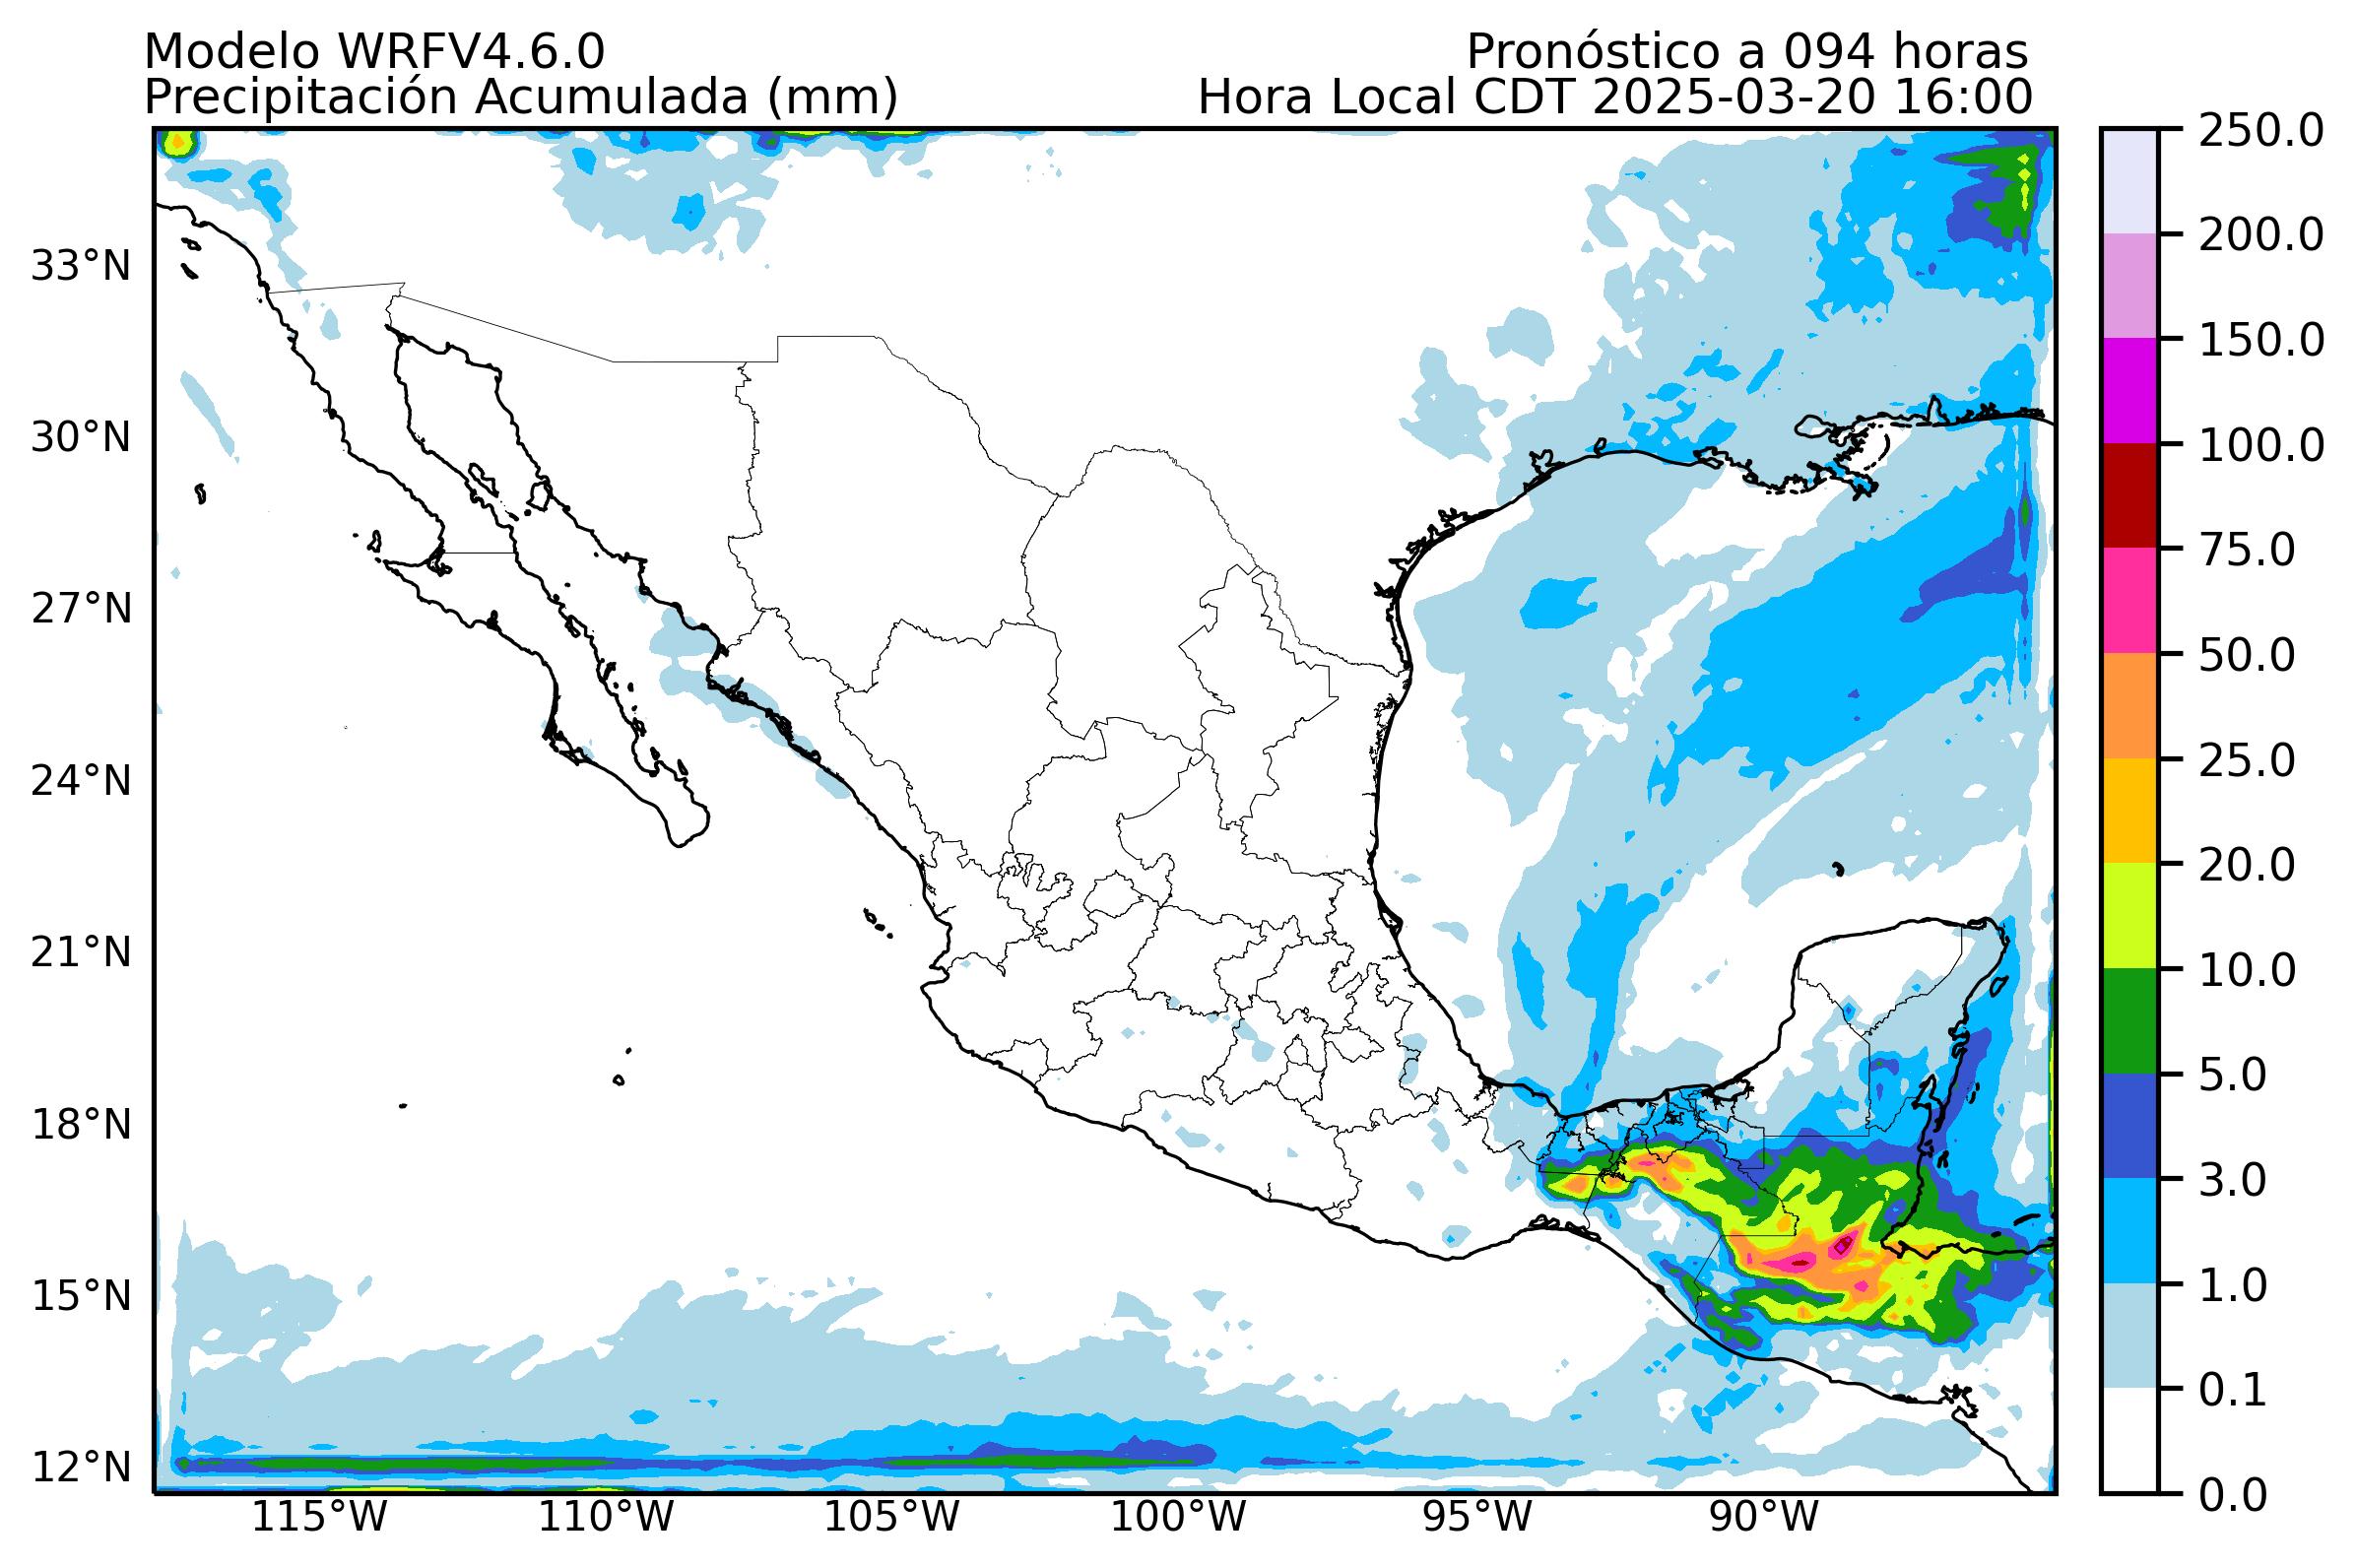 Modelo WRFV4.6.0
Pronóstico a 094 horas
Precipitación Acumulada (mm)
Hora Local CDT 2025-03-20 16:00
33°N
30°N
27°N
24°N
21°N
18°N
15°N
12°N
115°W
110°W
105°W
100°W
95°W
90°W
250.0
200.0
150.0
100.0
75.0
50.0
25.0
20.0
10.0
5.0
3.0
1.0
0.1
0.0